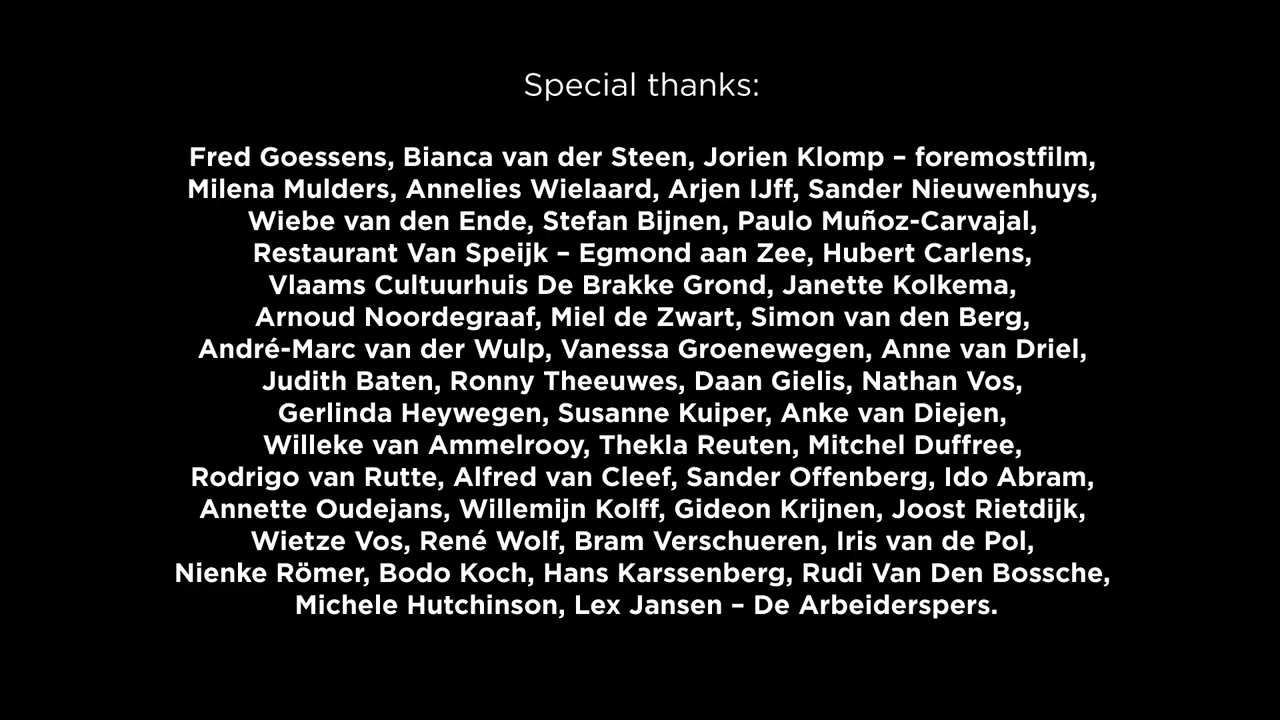 Special thanks:
Fred Goessens, Bianca van der Steen, Jorien Klomp – foremostfilm,
Milena Mulders, Annelies Wielaard, Arjen IJff, Sander Nieuwenhuys,
Wiebe van den Ende, Stefan Bijnen, Paulo Muñoz-Carvajal,
Restaurant Van Speijk – Egmond aan Zee, Hubert Carlens,
Vlaams Cultuurhuis De Brakke Grond, Janette Kolkema,
Arnoud Noordegraaf, Miel de Zwart, Simon van den Berg,
André-Marc van der Wulp, Vanessa Groenewegen, Anne van Driel,
Judith Baten, Ronny Theeuwes, Daan Gielis, Nathan Vos,
Gerlinda Heywegen, Susanne Kuiper, Anke van Diejen,
Willeke van Ammelrooy, Thekla Reuten, Mitchel Duffree,
Rodrigo van Rutte, Alfred van Cleef, Sander Offenberg, Ido Abram,
Annette Oudejans, Willemijn Kolff, Gideon Krijnen, Joost Rietdijk,
Wietze Vos, René Wolf, Bram Verschueren, Iris van de Pol,
Nienke Römer, Bodo Koch, Hans Karssenberg, Rudi Van Den Bossche,
Michele Hutchinson, Lex Jansen – De Arbeiderspers.